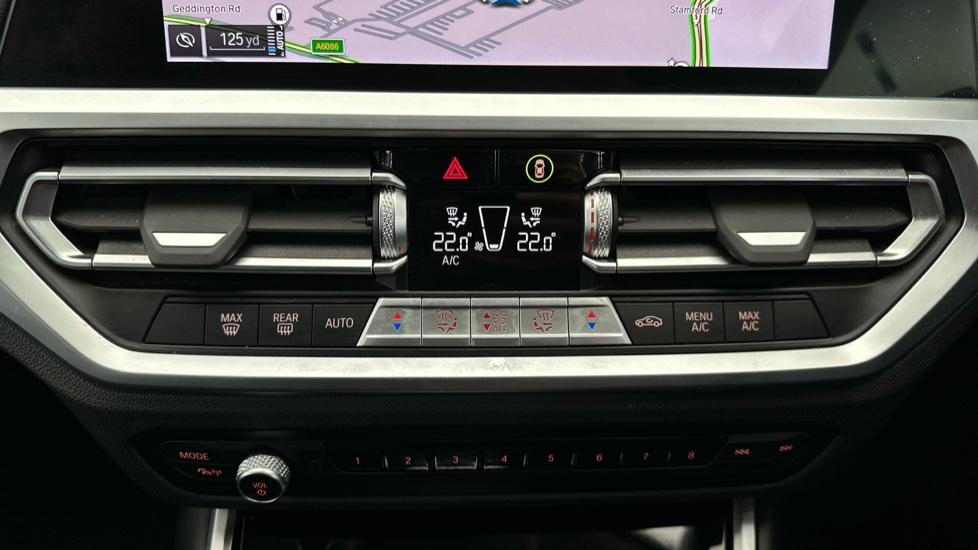 Geddington Rd.
Stamford Rd.
125 yd
AUTO
A6086
22.0° 22.0°
A/C
MAX
REAR
AUTO
OFF
MENU
A/C
MAX
A/C
MODE
1 2 3 4 5 6 7 8
VOL